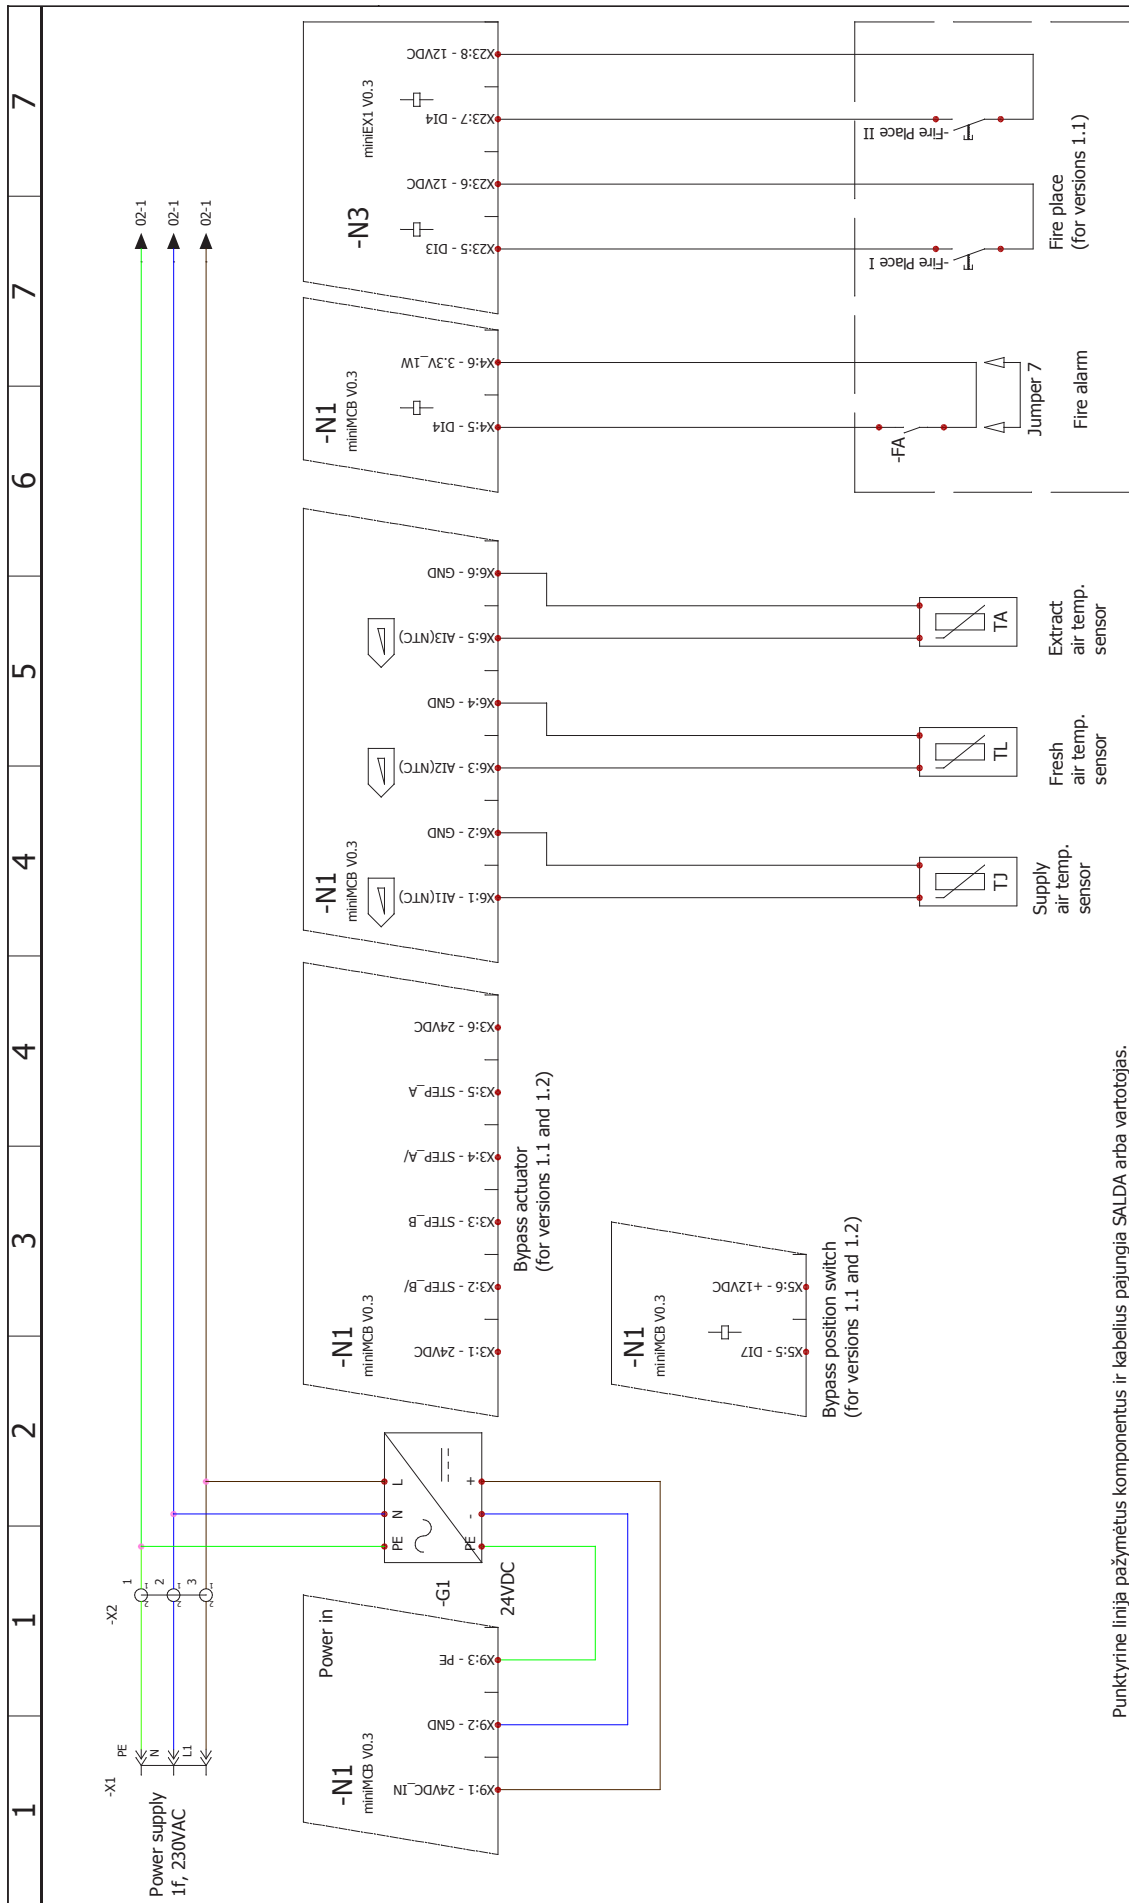 1
1
2
3
4
4
5
6
7
7
Power supply
1f, 230VAC
-X1
PE
N
L1
-X2
1
2
3
1
2
1
2
1
2
02-1
02-1
02-1
-N1
miniMCB V0.3
Power in
X9:1 - 24VDC_IN
X9:2 - GND
X9:3 - PE
-G1
24VDC
PE
N
L
PE
-
+
-N1
miniMCB V0.3
X3:1 - 24VDC
X3:2 - STEP_B/
X3:3 - STEP_B
X3:4 - STEP_A/
X3:5 - STEP_A
X3:6 - 24VDC
Bypass actuator
(for versions 1.1 and 1.2)
-N1
miniMCB V0.3
X5:5 - DI7
X5:6 - +12VDC
Bypass position switch
(for versions 1.1 and 1.2)
-N1
miniMCB V0.3
X6:1 - AI1(NTC)
X6:2 - GND
X6:3 - AI2(NTC)
X6:4 - GND
X6:5 - AI3(NTC)
X6:6 - GND
TJ
Supply
air temp.
sensor
TL
Fresh
air temp.
sensor
TA
Extract
air temp.
sensor
-N1
miniMCB V0.3
X4:5 - DI4
X4:6 - 3.3V_1W
-FA
Jumper 7
Fire alarm
-N3
miniEX1 V0.3
X23:5 - DI3
X23:6 - 12VDC
X23:7 - DI4
X23:8 - 12VDC
-Fire Place I
-Fire Place II
Fire place
(for versions 1.1)
Punktyrine linija pažymėtus komponentus ir kabelius pajungia SALDA arba vartotojas.